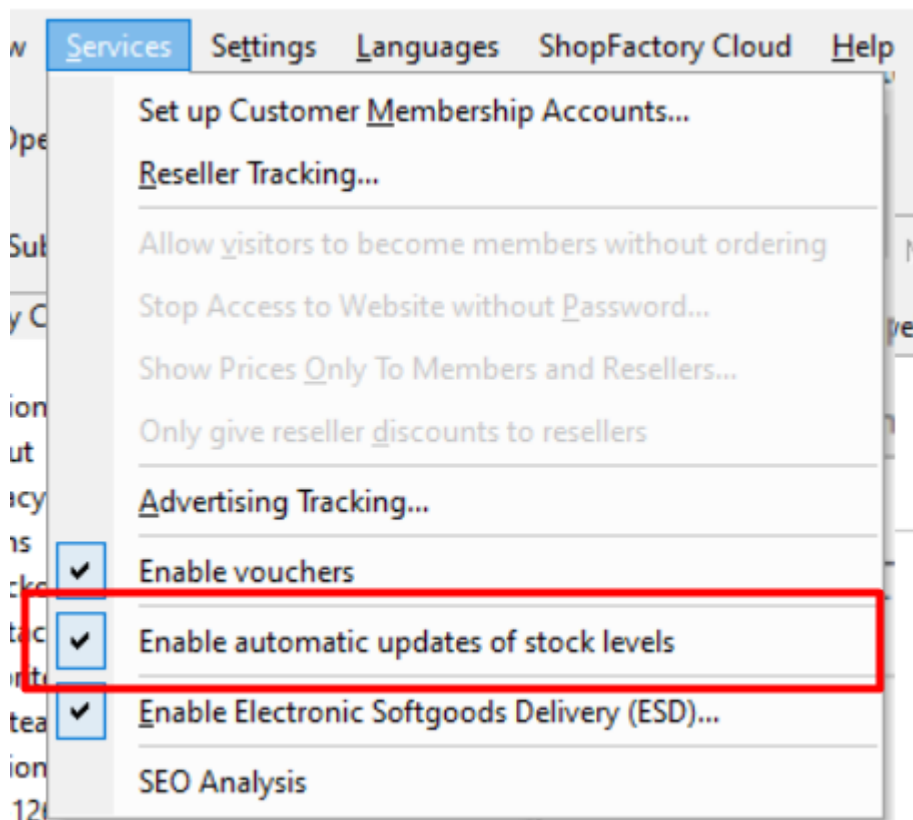 Services Settings Languages ShopFactory Cloud Help
Set up Customer Membership Accounts...
Reseller Tracking...
Allow visitors to become members without ordering
Stop Access to Website without Password...
Show Prices Only To Members and Resellers...
Only give reseller discounts to resellers
Advertising Tracking...
Enable vouchers
Enable automatic updates of stock levels
Enable Electronic Softgoods Delivery (ESD)...
SEO Analysis